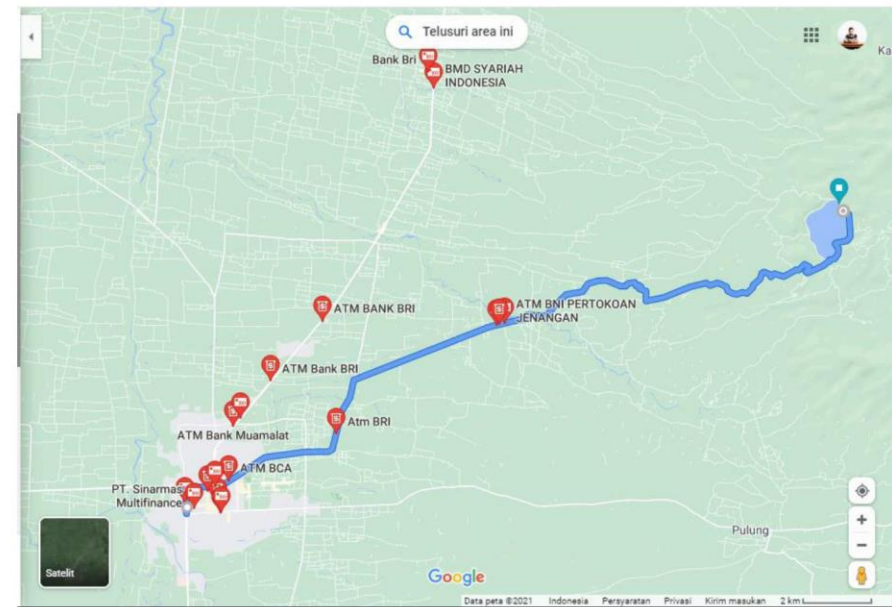 Telusuri area ini
Bank Bri
BMD SYARIAH
INDONESIA
Ka
ATM BANK BRI
ATM BNI PERTOKOAN
JENANGAN
ATM Bank BRI
Atm BRI
ATM Bank Muamalat
ATM BCA
PT. Sinarmas
Multifinance
Pulung
Satelit
Google
Data peta ©2021 Indonesia Persyaratan Privasi Kirim masukan 2 km